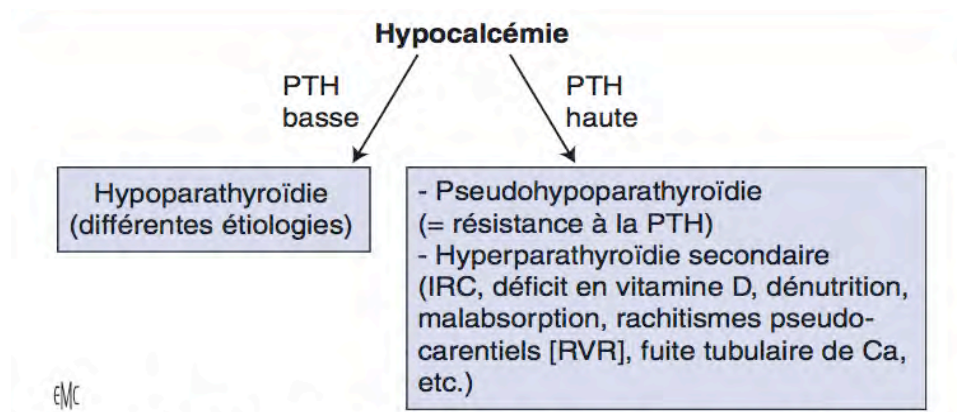 Hypocalcémie
PTH
basse
PTH
haute
Hypoparathyroïdie
(différentes étiologies)
- Pseudohypoparathyroïdie
(= résistance à la PTH)
- Hyperparathyroïdie secondaire
(IRC, déficit en vitamine D, dénutrition,
malabsorption, rachitismes pseudo-
carentiels [RVR], fuite tubulaire de Ca,
etc.)
EMC